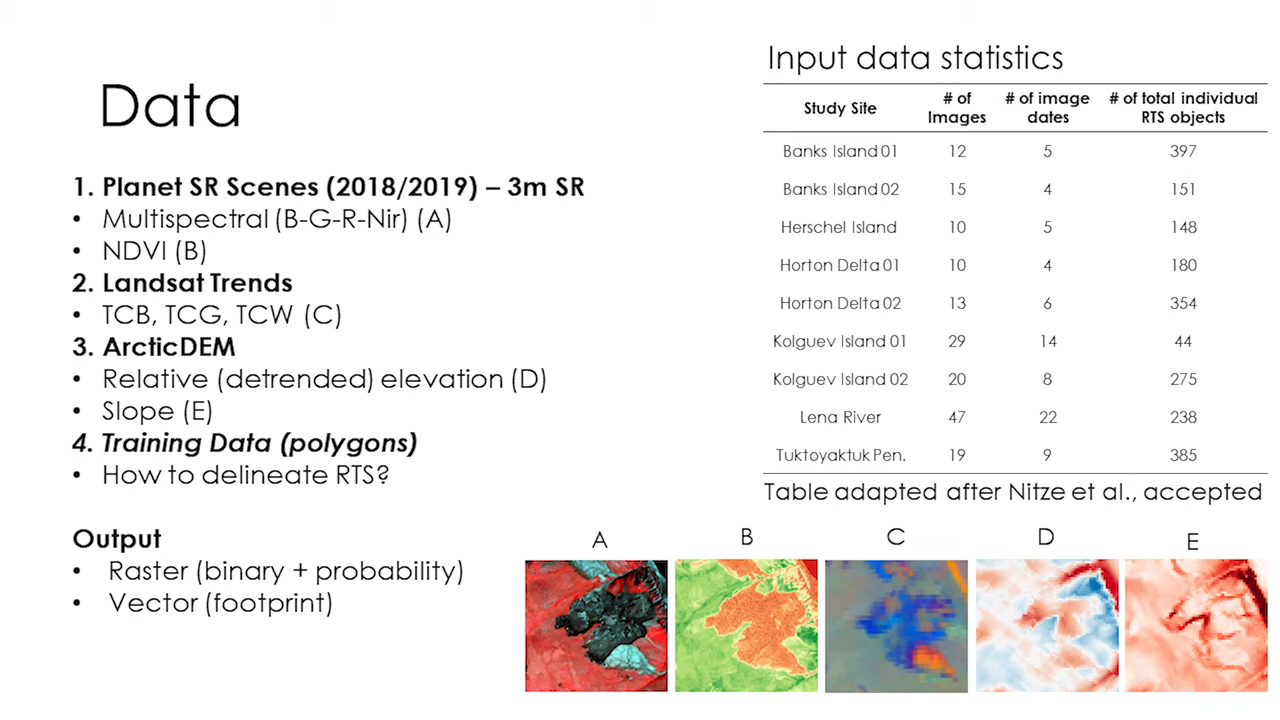 Data
1. Planet SR Scenes (2018/2019) – 3m SR
• Multispectral (B-G-R-Nir) (A)
• NDVI (B)
2. Landsat Trends
TCB, TCG, TCW (C)
3. ArcticDEM
• Relative (detrended) elevation (D)
• Slope (E)
4. Training Data (polygons)
• How to delineate RTS?
Output
• Raster (binary + probability)
• Vector (footprint)
Input data statistics
Study Site # of Images # of image dates # of total individual RTS objects
Banks Island 01 12 5 397
Banks Island 02 15 4 151
Herschel Island 10 5 148
Horton Delta 01 10 4 180
Horton Delta 02 13 6 354
Kolguev Island 01 29 14 44
Kolguev Island 02 20 8 275
Lena River 47 22 238
Tuktoyaktuk Pen. 19 9 385
Table adapted after Nitze et al., accepted
A B C D E